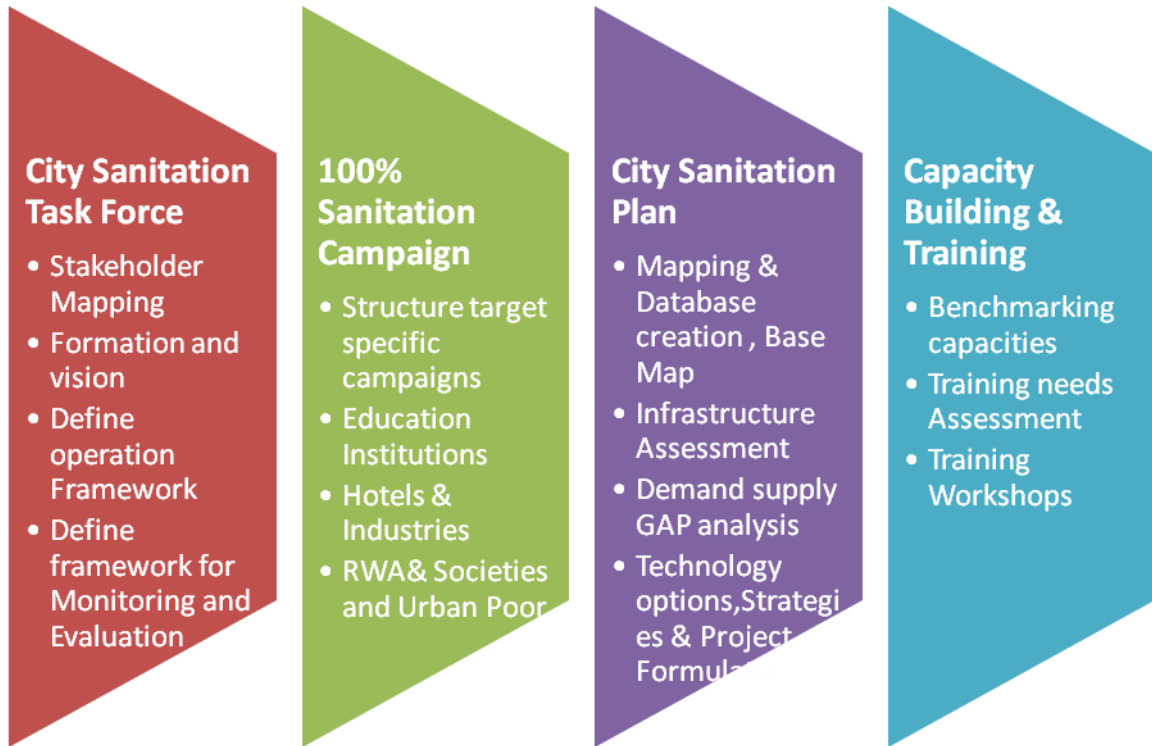 City Sanitation
Task Force
• Stakeholder
Mapping
• Formation and
vision
• Define
operation
Framework
• Define
framework for
Monitoring and
Evaluation
100%
Sanitation
Campaign
• Structure target
specific
campaigns
• Education
Institutions
• Hotels &
Industries
• RWA& Societies
and Urban Poor
City Sanitation
Plan
• Mapping &
Database
creation , Base
Map
• Infrastructure
Assessment
• Demand supply
GAP analysis
• Technology
options,Strategi
es & Project
Capacity
Building &
Training
• Benchmarking
capacities
• Training needs
Assessment
• Training
Workshops